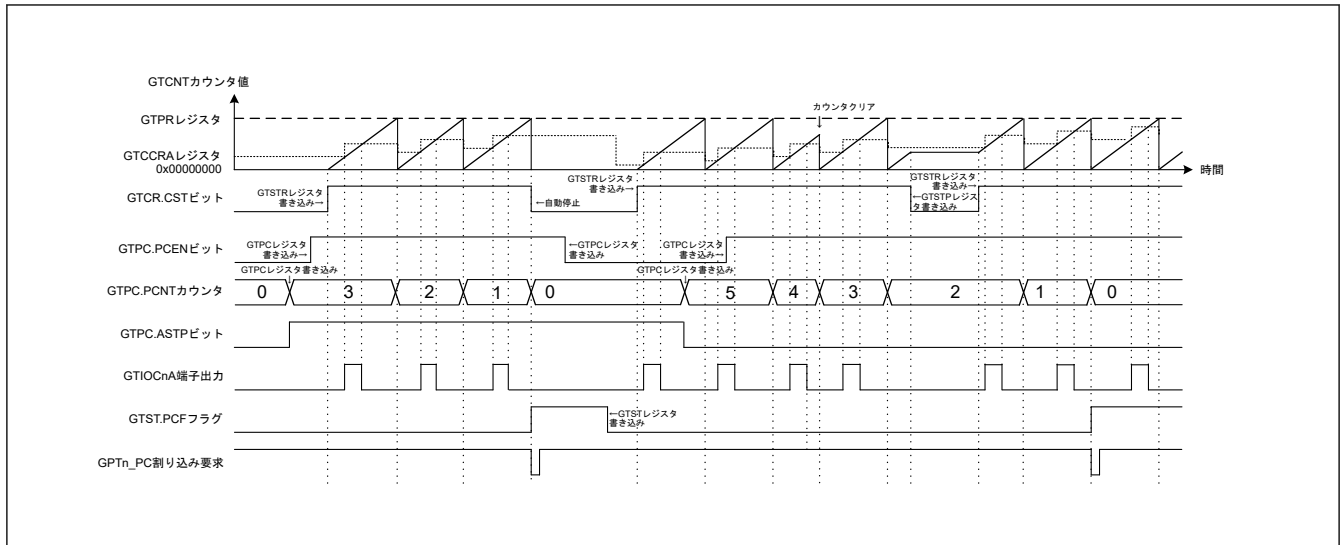 GTCNTカウンタ値
カウンタクリア
↓
GTPRレジスタ
GTCCRAレジスタ
0x00000000
時間
GTCR.CSTビット
GTSTRレジスタ
書き込み→
←自動停止
GTSTRレジスタ
書き込み→
GTSTRレジスタ
書き込み→
←GTSTPレジス
タ書き込み
GTPC.PCENビット
GTPCレジスタ
書き込み→
←GTPCレジスタ
書き込み
GTPCレジスタ
書き込み→
GTPCレジスタ書き込み
GTPCレジスタ書き込み
GTPC.PCNTカウンタ
0 3 2 1 0 5 4 3 2 1 0
GTPC.ASTPビット
GTIOCnA端子出力
GTST.PCFフラグ
←GTSTレジスタ
書き込み
GPTn_PC割り込み要求